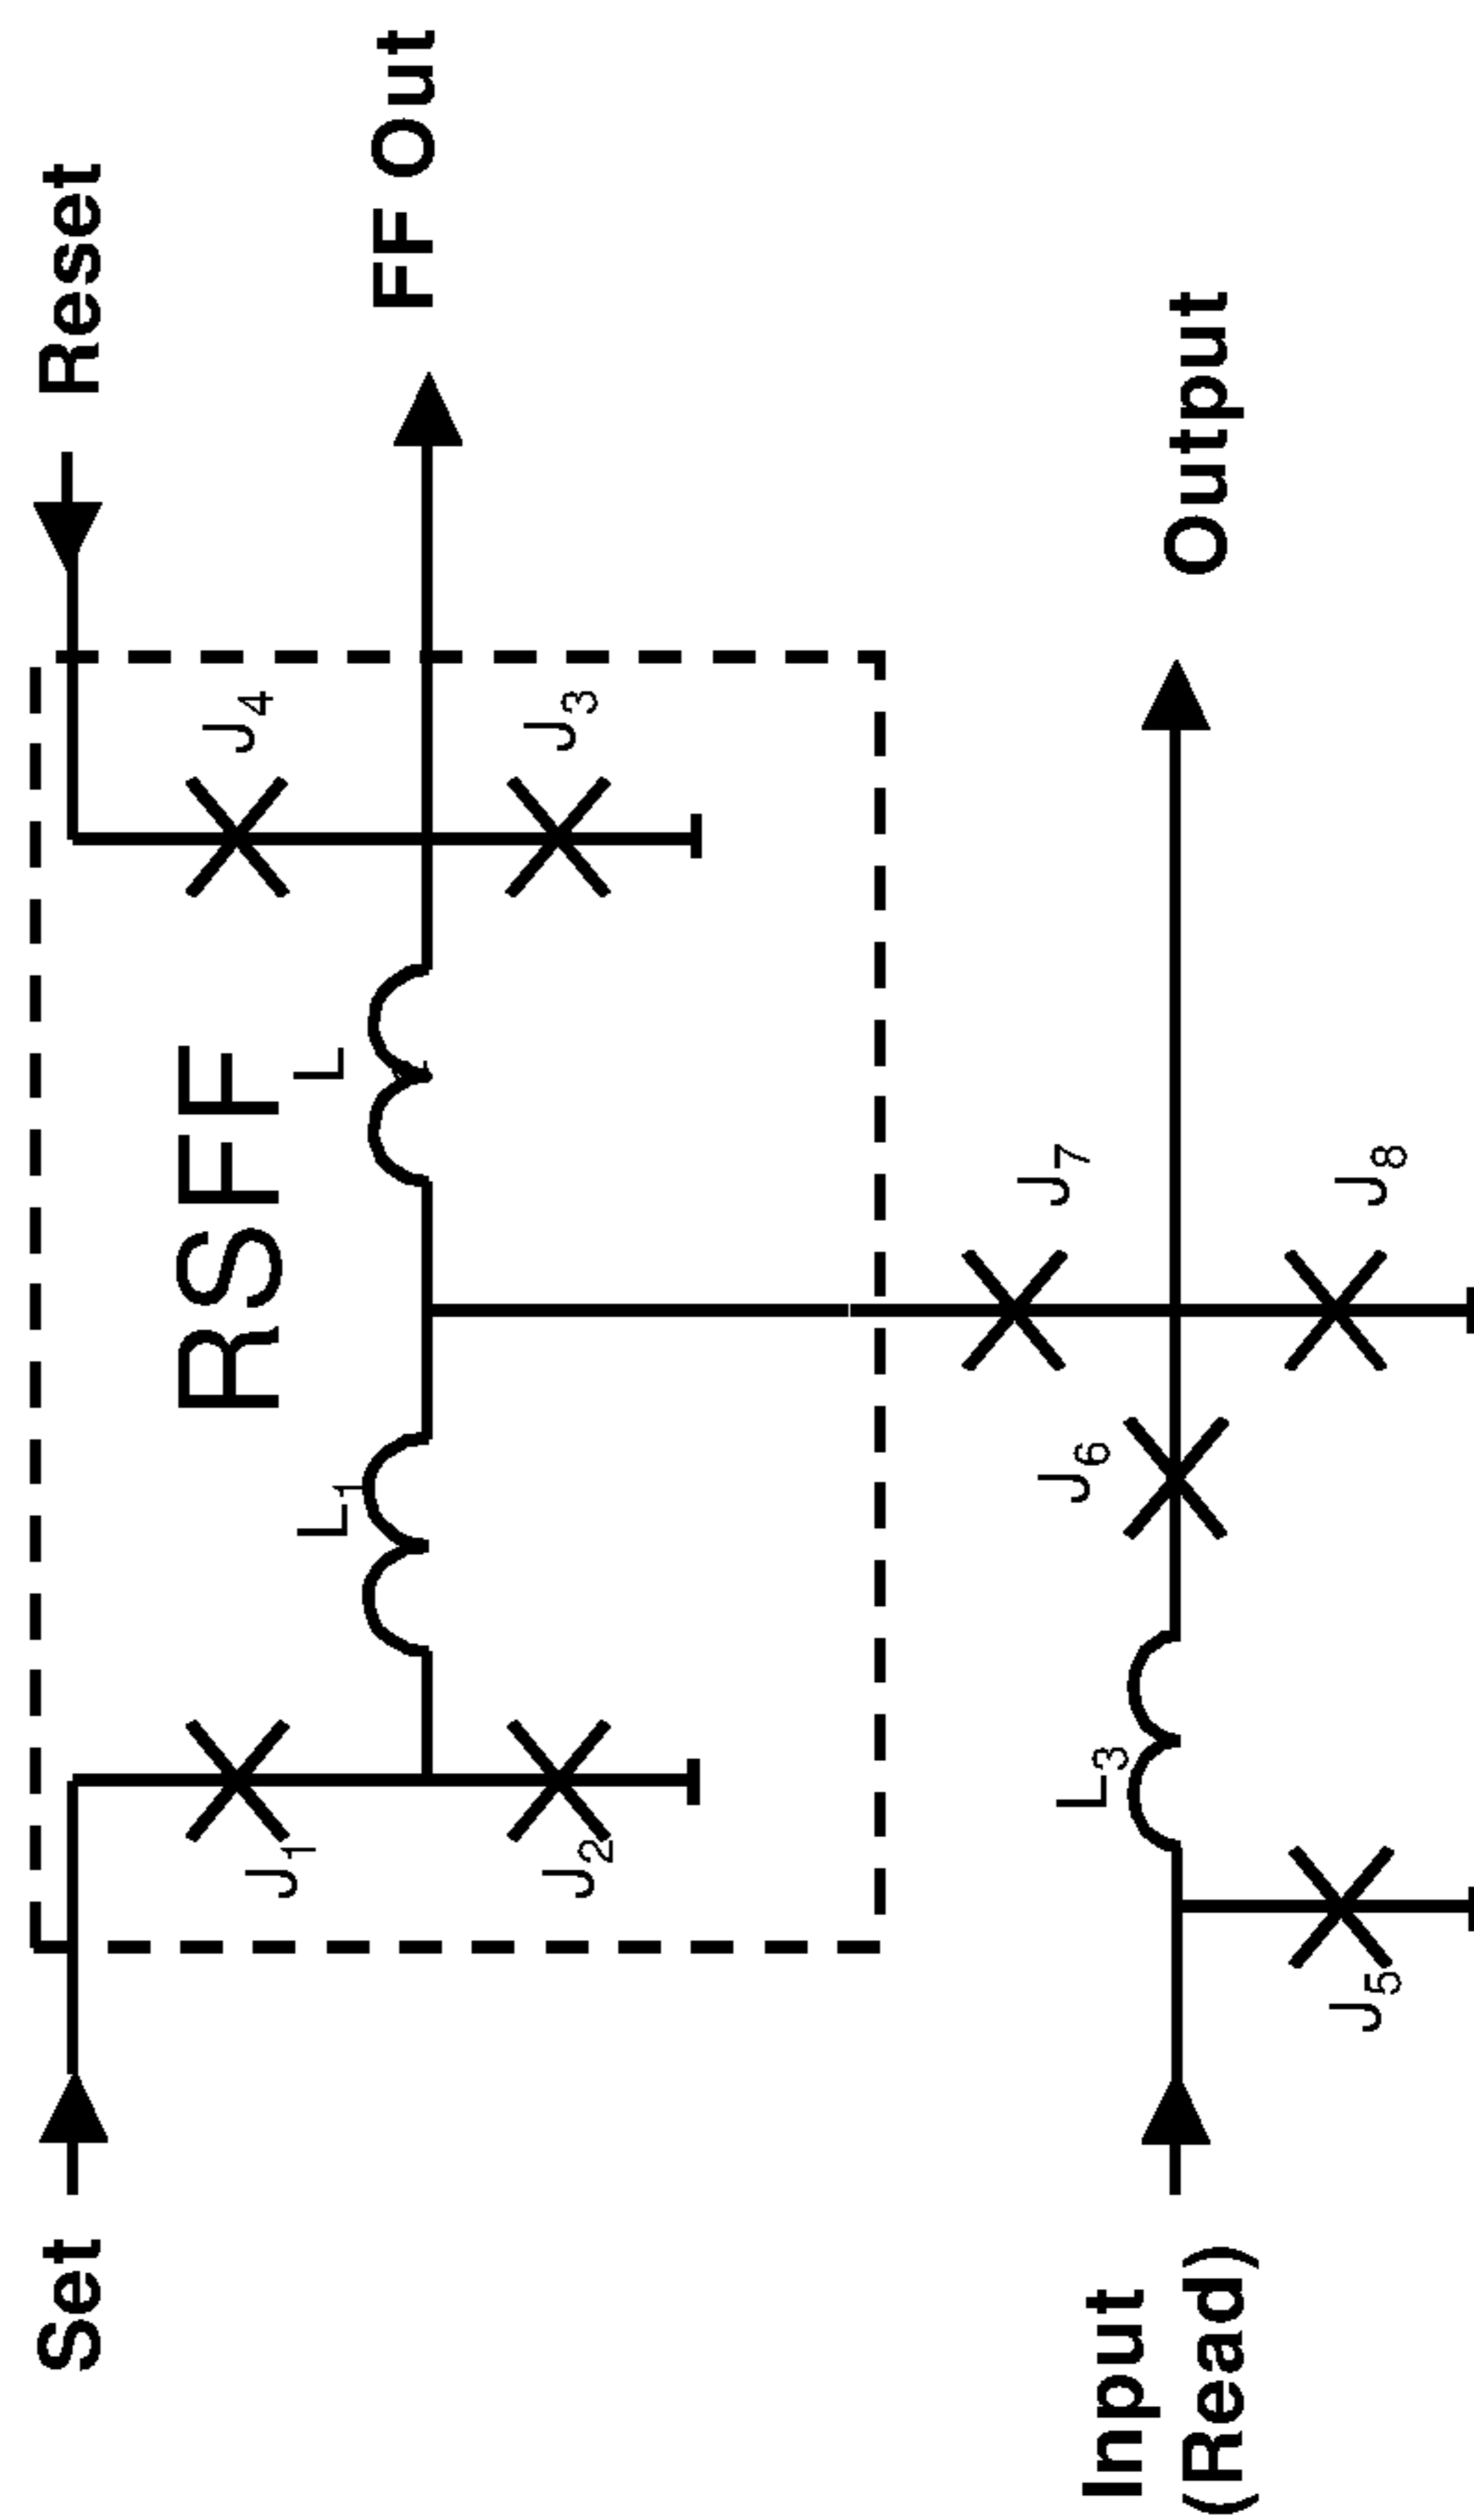 Set
Reset
RSFF
J1
L1
L
J4
FF Out
J2
J3
J7
J6
L3
Input
(Read)
Output
J5
J8